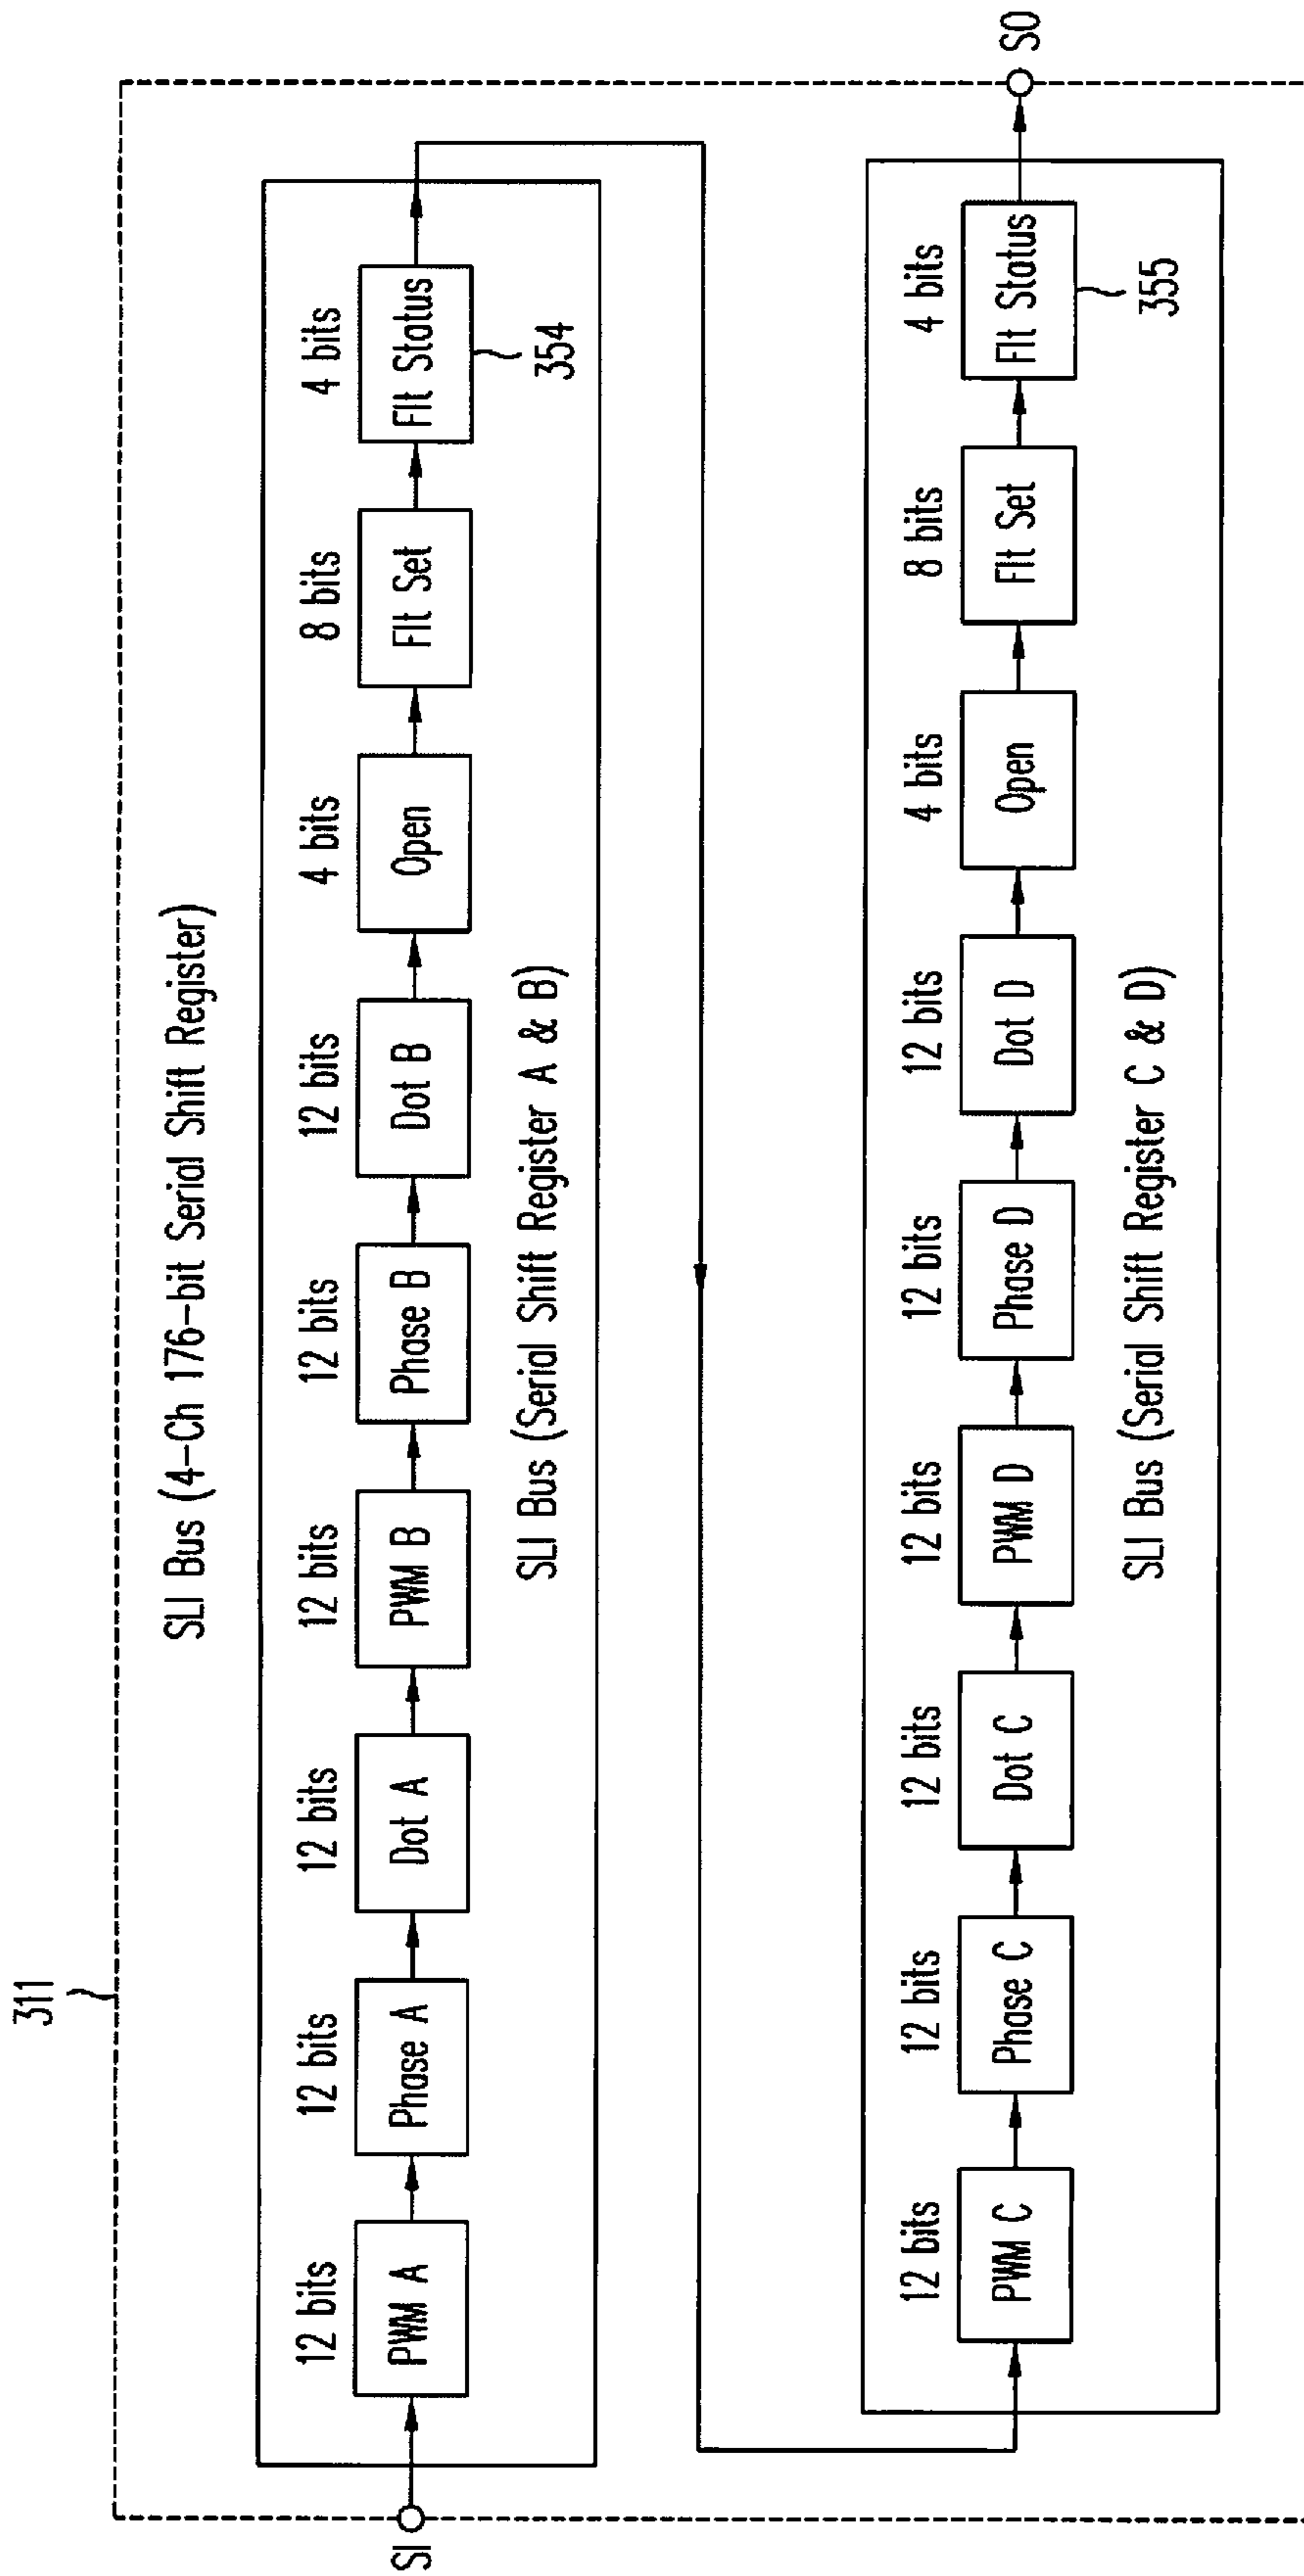 311
SLI Bus (4-Ch 176-bit Serial Shift Register)
12 bits
12 bits
12 bits
12 bits
12 bits
12 bits
4 bits
8 bits
4 bits
SI
PWM A
Phase A
Dot A
PWM B
Phase B
Dot B
Open
Flt Set
Flt Status
354
SLI Bus (Serial Shift Register A & B)
12 bits
12 bits
12 bits
12 bits
12 bits
12 bits
4 bits
8 bits
4 bits
PWM C
Phase C
Dot C
PWM D
Phase D
Dot D
Open
Flt Set
Flt Status
SO
355
SLI Bus (Serial Shift Register C & D)